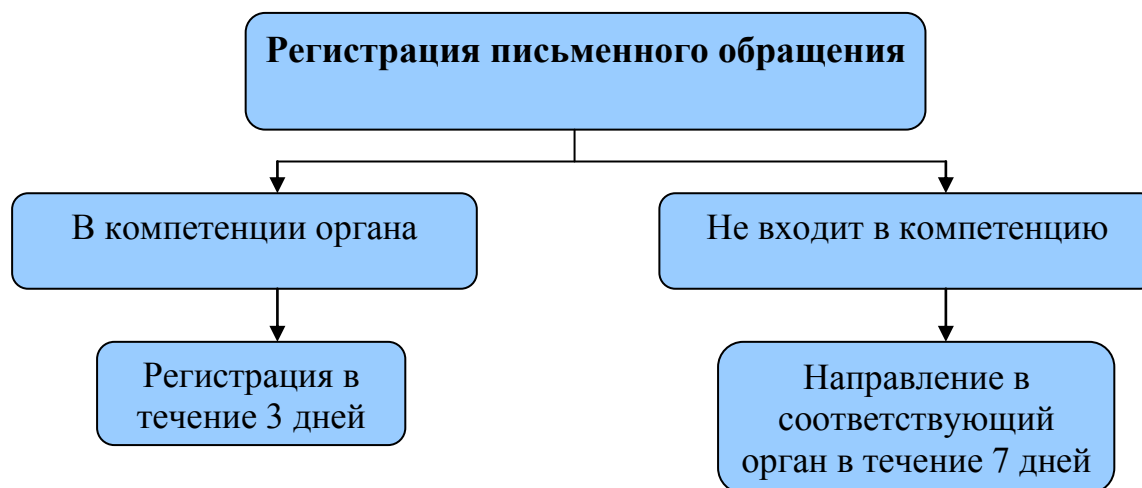 Регистрация письменного обращения
В компетенции органа
Не входит в компетенцию
Регистрация в
течение 3 дней
Направление в
соответствующий
орган в течение 7 дней